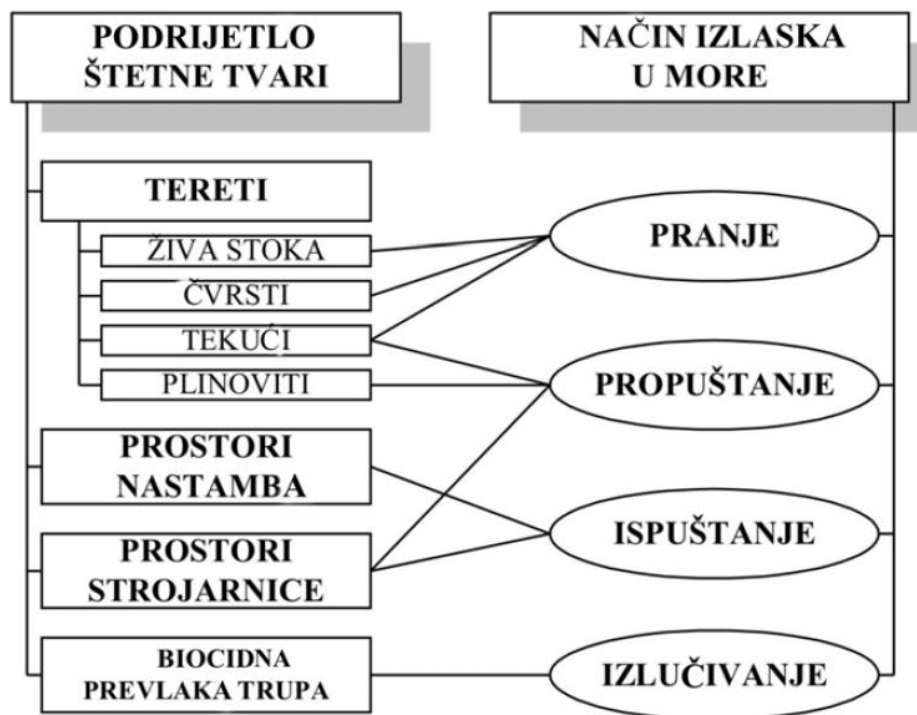 PODRIJETLO
ŠTETNE TVARI
NAČIN IZLASKA
U MORE
TERETI
ŽIVA STOKA
ČVRSTI
TEKUĆI
PLINOVITI
PROSTORI
NASTAMBA
PROSTORI
STROJARNICE
BIOCIDNA
PREVLAKA TRUPA
PRANJE
PROPUŠTANJE
ISPUŠTANJE
IZLUČIVANJE